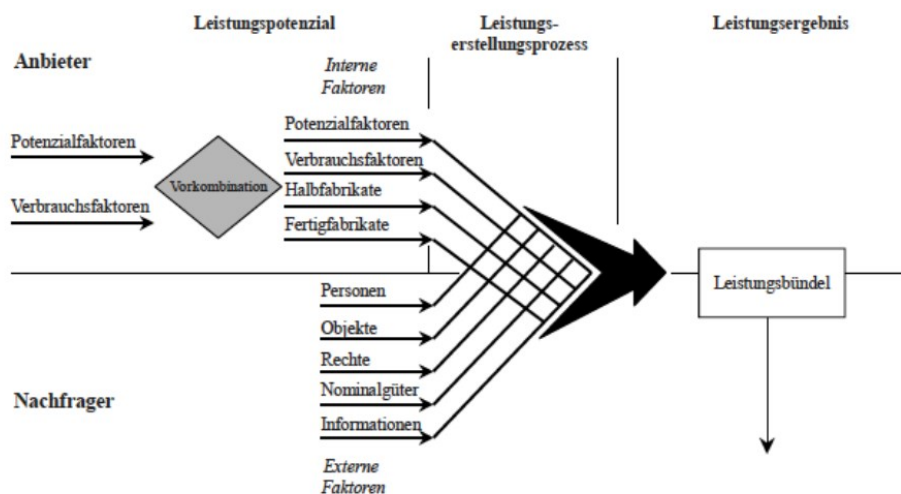 Leistungspotenzial
Leistungs-
erstellungsprozess
Leistungsergebnis
Anbieter
Interne
Faktoren
Potenzialfaktoren
Verbrauchsfaktoren
Vorkombination
Potenzialfaktoren
Verbrauchsfaktoren
Halbfabrikate
Fertigfabrikate
Personen
Objekte
Rechte
Nominalgüter
Informationen
Nachfrager
Externe
Faktoren
Leistungsbündel